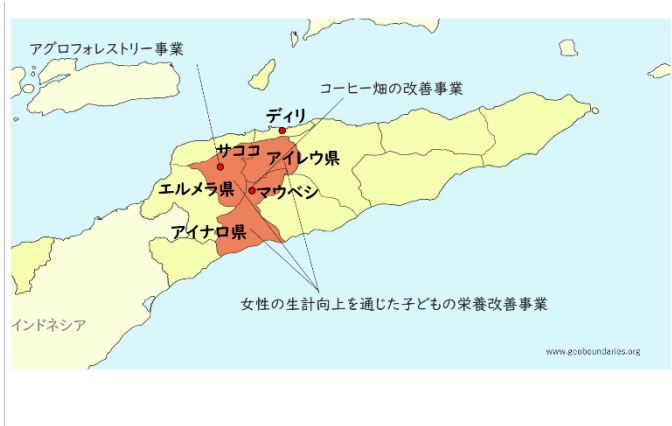 アグロフォレストリー事業
コーヒー畑の改善事業
ディリ
サココ
アイレウ県
エルメラ県
マウベシ
アイナロ県
女性の生計向上を通じた子どもの栄養改善事業
インドネシア
www.geoboundaries.org